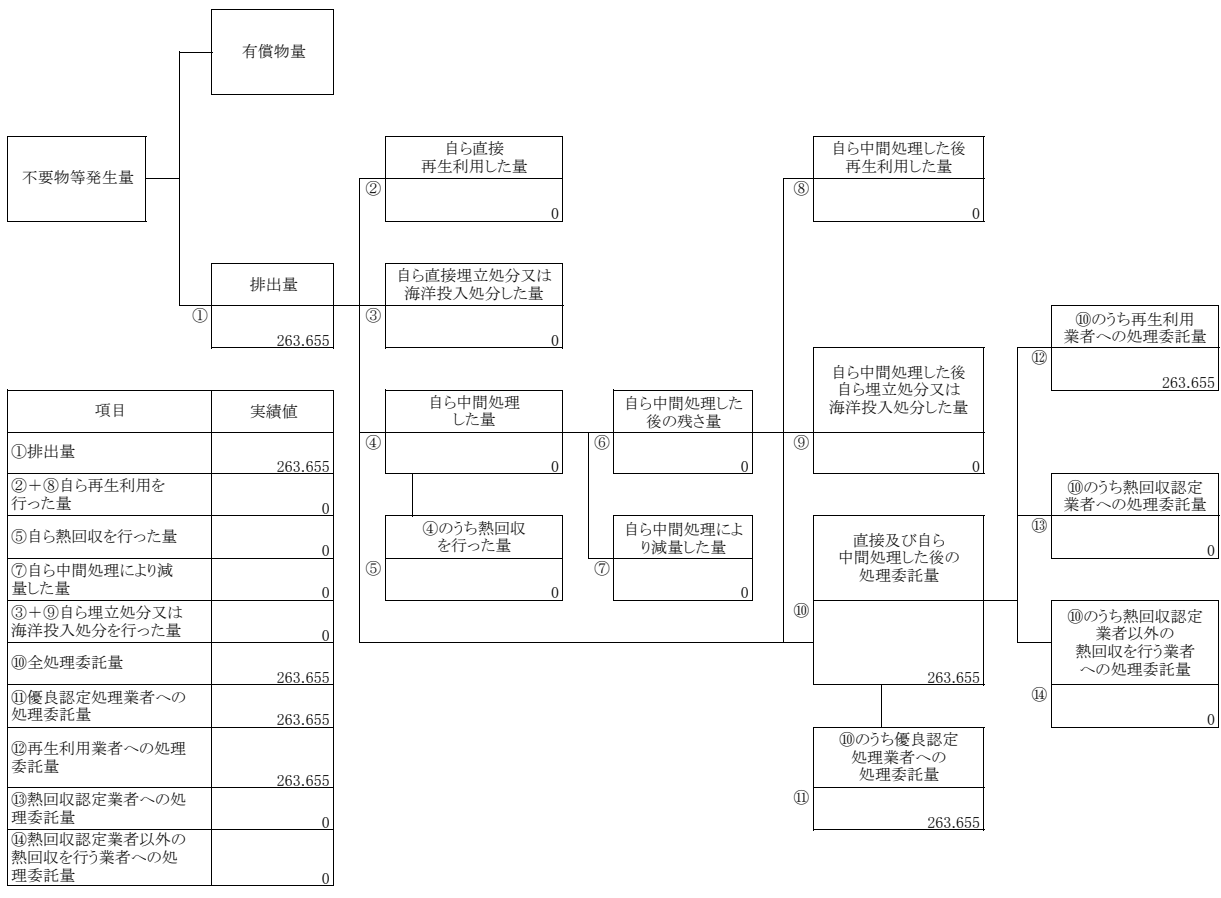 有償物量
不要物等発生量
排出量
①
263.655
自ら直接
再生利用した量
②
0
自ら直接埋立処分又は
海洋投入処分した量
③
0
自ら中間処理
した量
④
0
④のうち熱回収
を行った量
⑤
0
自ら中間処理した
後の残さ量
⑥
0
自ら中間処理によ
り減量した量
⑦
0
自ら中間処理した後
再生利用した量
⑧
0
自ら中間処理した後
自ら埋立処分又は
海洋投入処分した量
⑨
0
直接及び自ら
中間処理した後の
処理委託量
⑩
263.655
⑩のうち優良認定
処理業者への
処理委託量
⑪
263.655
⑩のうち再生利用
業者への処理委託量
⑫
263.655
⑩のうち熱回収認定
業者への処理委託量
⑬
0
⑩のうち熱回収認定
業者以外の
熱回収を行う業者
への処理委託量
⑭
0
項目 実績値
①排出量
263.655
②＋⑧自ら再生利用を
行った量
0
⑤自ら熱回収を行った量
0
⑦自ら中間処理により減
量した量
0
③＋⑨自ら埋立処分又は
海洋投入処分を行った量
0
⑩全処理委託量
263.655
⑪優良認定処理業者への
処理委託量
263.655
⑫再生利用業者への処理
委託量
263.655
⑬熱回収認定業者への処
理委託量
0
⑭熱回収認定業者以外の
熱回収を行う業者への処
理委託量
0